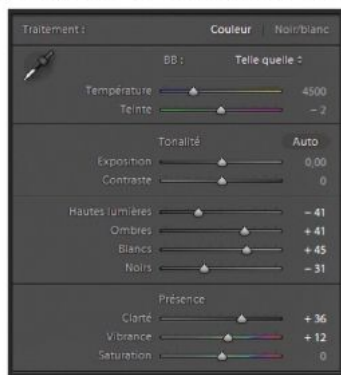 Traitement : Couleur Noir/blanc
BB : Telle quelle
Température 4500
Teinte – 2
Tonalité Auto
Exposition 0,00
Contraste 0
Hautes lumières – 41
Ombres + 41
Blancs + 45
Noirs – 31
Présence
Clarté + 36
Vibrance + 12
Saturation 0